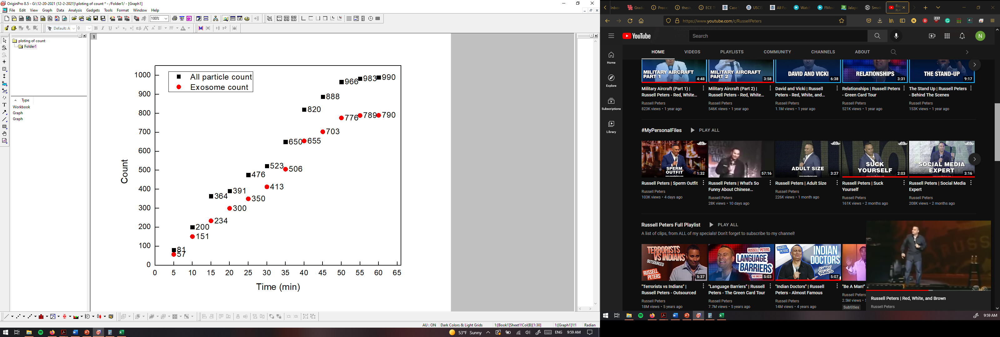 OriginPro 8.5 - G:\12-20-2021 (12-2-2021)\ploting of count * - /Folder1/ - [Graph1]
File Edit View Graph Data Analysis Gadgets Tools Format Window Help
100%
Default: A 0
B I U
ploting of count
Folder1
Type
Workbook
Graph
Graph
1
All particle count
Exosome count
Count
1000
900
800
700
600
500
400
300
200
100
0
81
200
364
391
476
523
650
820
888
966
983
990
57
151
234
300
350
413
506
655
703
776
789
790
0 5 10 15 20 25 30 35 40 45 50 55 60 65
Time (min)
AU : ON Dark Colors & Light Grids 1:[Book1]Sheet1!Col(B)[1:30] 1:[Graph1]1!1 Radian
53°F Sunny ENG 9:59 AM
Inbox Gradu Proce thesis ECE T Case USCIS All Fo Watc FMov Jalape Smok
https://www.youtube.com/c/RussellPeters
237
YouTube
Search
N
HOME VIDEOS PLAYLISTS COMMUNITY CHANNELS ABOUT
Home
Explore
Subscriptions
Library
MILITARY AIRCRAFT PART 1 4:48
MILITARY AIRCRAFT PART 2 3:58
DAVID AND VICKI 6:38
RELATIONSHIPS 3:31
THE STAND-UP 9:17
Military Aircraft (Part 1) | Russell Peters - Red, White...
Russell Peters
823K views • 1 year ago
Military Aircraft (Part 2) | Russell Peters - Red, White...
Russell Peters
546K views • 1 year ago
David and Vicki | Russell Peters - Red, White, and...
Russell Peters
1.1M views • 1 year ago
Relationships | Russell Peters - Green Card Tour
Russell Peters
521K views • 1 year ago
The Stand Up | Russell Peters - Behind The Scenes
Russell Peters
153K views • 1 year ago
#MyPersonalFiles PLAY ALL
SPERM OUTFIT 1:32
57:16
ADULT SIZE 3:27
SUCK YOURSELF 2:03
SOCIAL MEDIA EXPERT 3:16
Russell Peters | Sperm Outfit
Russell Peters
103K views • 4 days ago
Russell Peters | What's So Funny About Chinese...
Russell Peters
28K views • 10 days ago
Russell Peters | Adult Size
Russell Peters
226K views • 1 month ago
Russell Peters | Suck Yourself
Russell Peters
161K views • 2 months ago
Russell Peters | Social Media Expert
Russell Peters
208K views • 2 months ago
Russell Peters Full Playlist PLAY ALL
A list of clips, from ALL of my specials! Don't forget to subscribe to my channel!
TERRORISTS VS INDIANS OUTSOURCED RUSSELL PETERS 5:37
RUSSELL PETERS LANGUAGE BARRIERS 5:03
RUSSELL PETERS INDIAN DOCTORS ALMOST FAMOUS 5:07
"Terrorists vs Indians" | Russell Peters - Outsourced
Russell Peters
18M views • 5 years ago
"Language Barriers" | Russell Peters - The Green Card Tour
Russell Peters
7.7M views • 5 years ago
"Indian Doctors" | Russell Peters - Almost Famous
Russell Peters
14M views • 4 years ago
"Be A Man!"
Russell Peters
2.5M views •
Subtitles
Russell Peters | Red, White, and Brown
Russell Peters
9:59 AM